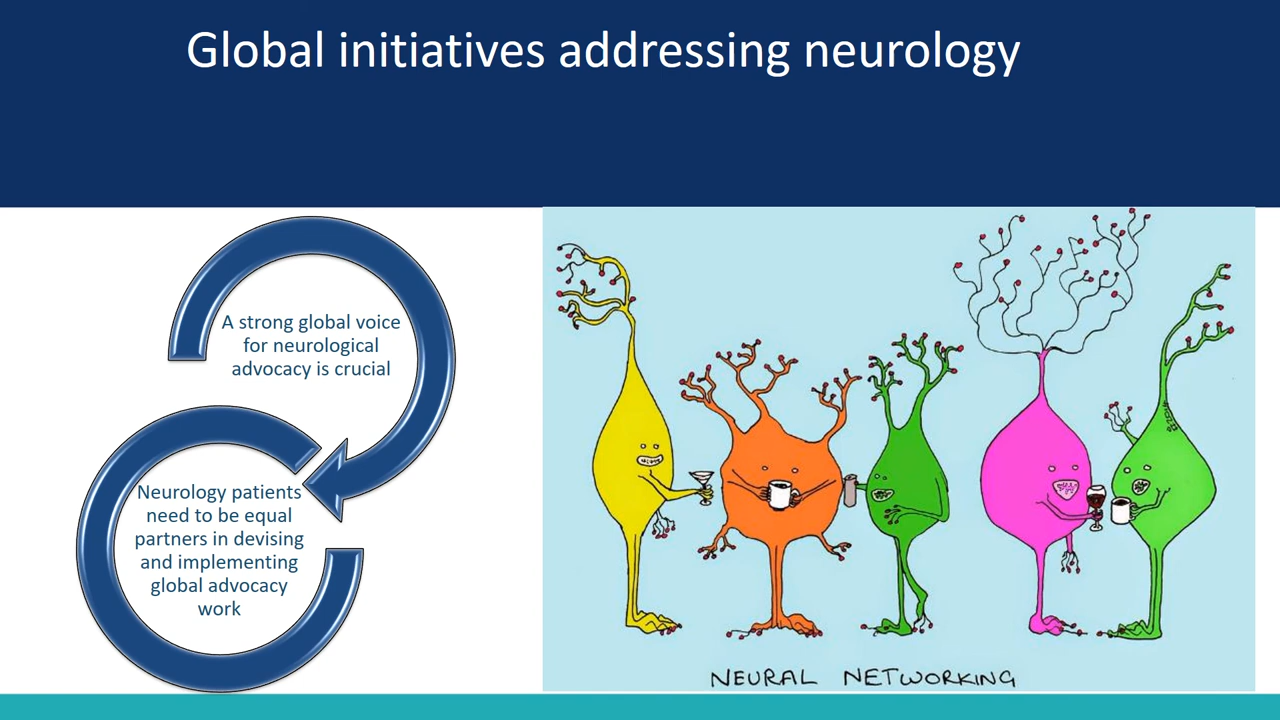 Global initiatives addressing neurology
A strong global voice
for neurological
advocacy is crucial
Neurology patients
need to be equal
partners in devising
and implementing
global advocacy
work
NEURAL NETWORKING